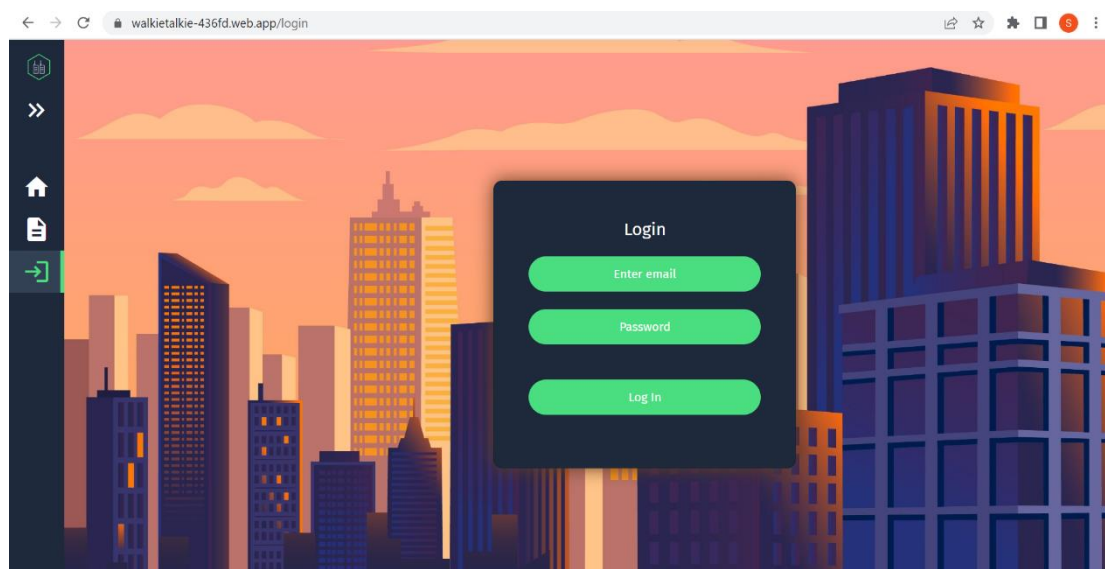 walkietalkie-436fd.web.app/login
S
Login
Enter email
Password
Log In